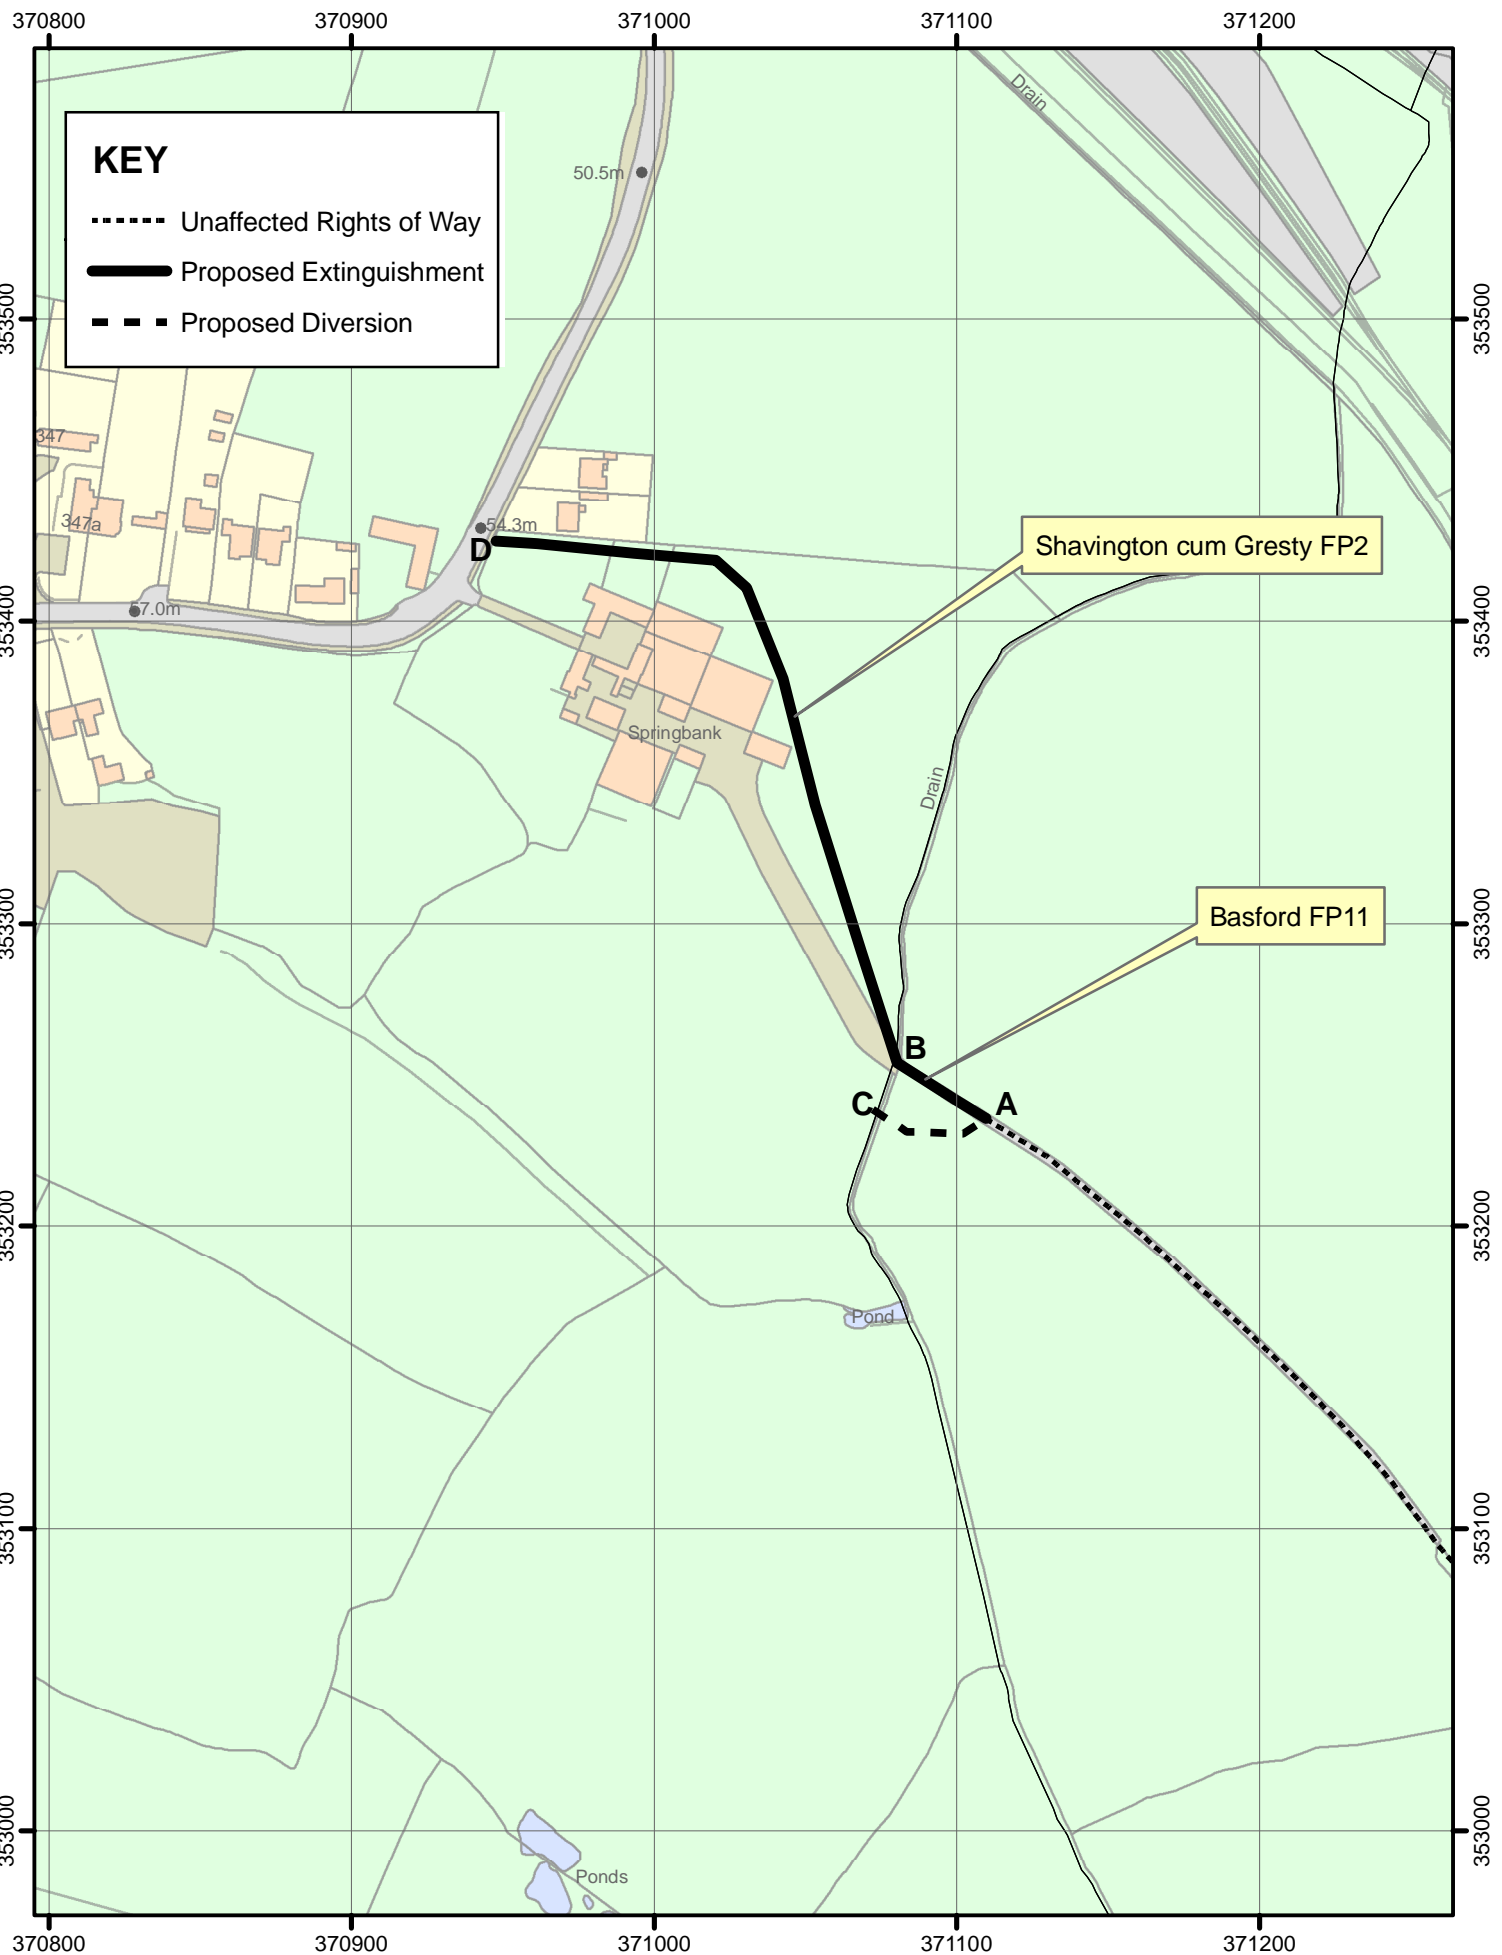 370800
370900
371000
371100
371200
KEY
Unaffected Rights of Way
Proposed Extinguishment
Proposed Diversion
Drain
50.5m
353500
353500
347
347a
54.3m
D
Shavington cum Gresty FP2
57.0m
353400
353400
Springbank
Drain
353300
353300
Basford FP11
B
C
A
353200
353200
Pond
353100
353100
353000
353000
Ponds
370800
370900
371000
371100
371200